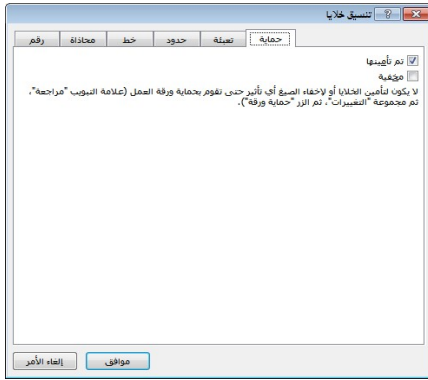 تنسيق خلايا
رقم محاذاة خط حدود تعبئة حماية
تم تأمينها
مخفية
لا يكون لتأمين الخلايا أو لإخفاء الصيغ أي تأثير حتى تقوم بحماية ورقة العمل (علامة التبويب "مراجعة"،
ثم مجموعة "التغييرات"، ثم الزر "حماية ورقة").
موافق إلغاء الأمر